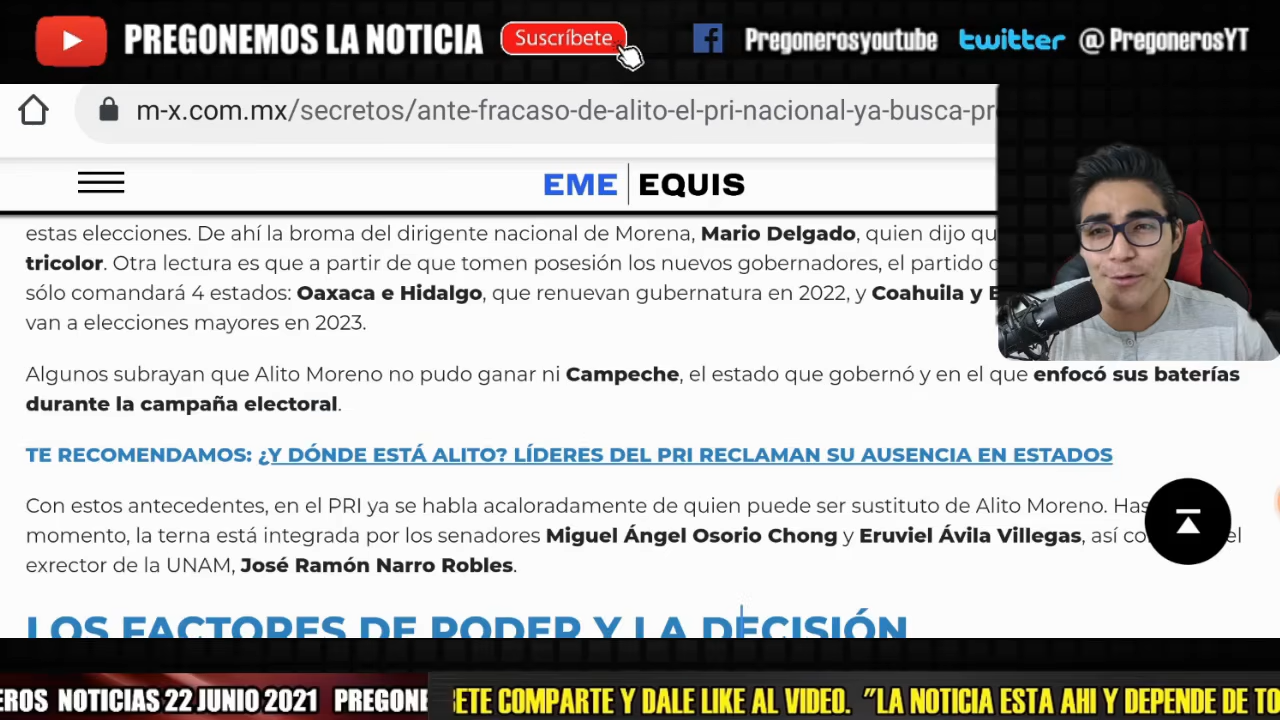 PREGONEMOS LA NOTICIA Suscríbete Pregonerosyoutube twitter @ PregonerosYT
m-x.com.mx/secretos/ante-fracaso-de-alito-el-pri-nacional-ya-busca-pr
EME | EQUIS
estas elecciones. De ahí la broma del dirigente nacional de Morena, Mario Delgado, quien dijo qu
tricolor. Otra lectura es que a partir de que tomen posesión los nuevos gobernadores, el partido
sólo comandará 4 estados: Oaxaca e Hidalgo, que renuevan gubernatura en 2022, y Coahuila y
van a elecciones mayores en 2023.
Algunos subrayan que Alito Moreno no pudo ganar ni Campeche, el estado que gobernó y en el que enfocó sus baterías
durante la campaña electoral.
TE RECOMENDAMOS: ¿Y DÓNDE ESTÁ ALITO? LÍDERES DEL PRI RECLAMAN SU AUSENCIA EN ESTADOS
Con estos antecedentes, en el PRI ya se habla acaloradamente de quien puede ser sustituto de Alito Moreno. Has
momento, la terna está integrada por los senadores Miguel Ángel Osorio Chong y Eruviel Ávila Villegas, así co el
exrector de la UNAM, José Ramón Narro Robles.
LOS FACTORES DE PODER Y LA DECISIÓN
EROS NOTICIAS 22 JUNIO 2021 PREGONE ETE COMPARTE Y DALE LIKE AL VIDEO. "LA NOTICIA ESTA AHI Y DEPENDE DE TO